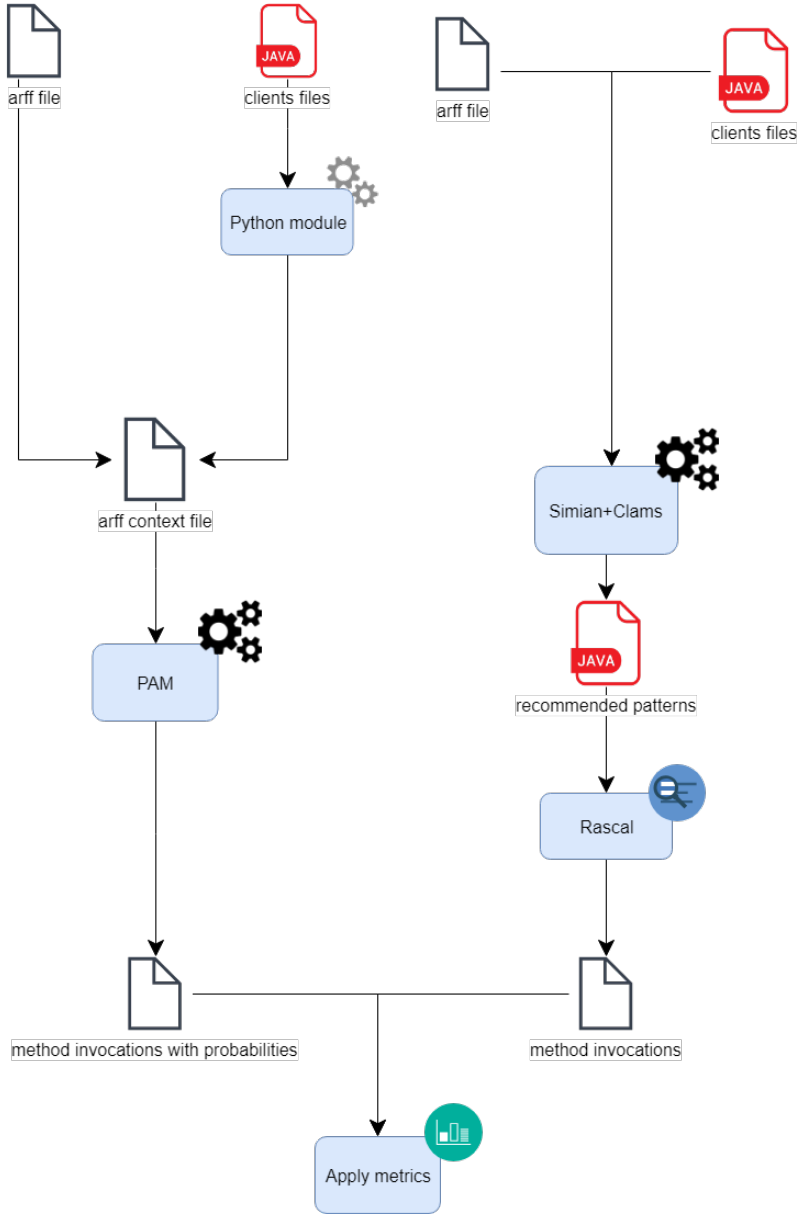 JAVA
JAVA
arff file
clients files
arff file
clients files
Python module
Simian+Clams
arff context file
JAVA
PAM
recommended patterns
Rascal
method invocations with probabilities
method invocations
Apply metrics